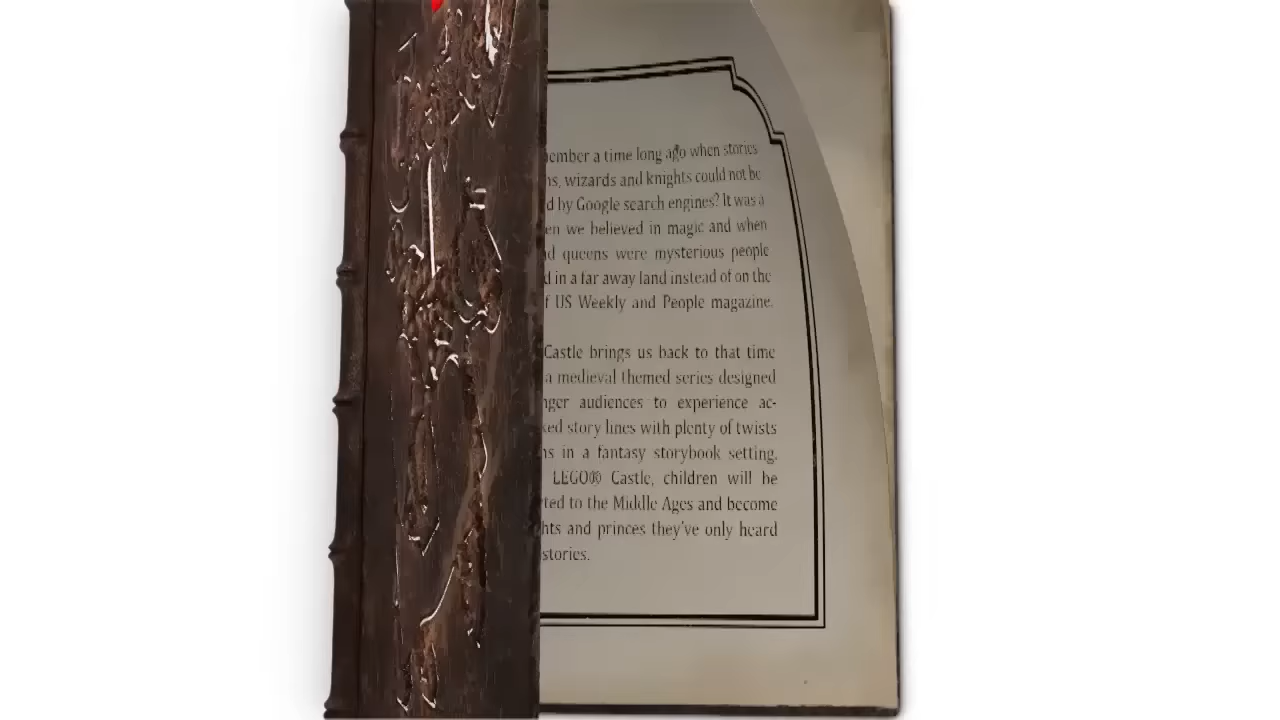 ember a time long ago when stories
ns, wizards and knights could not be
d by Google search engines? It was a
en we believed in magic and when
d queens were mysterious people
d in a far away land instead of on the
f US Weekly and People magazine.
Castle brings us back to that time
a medieval themed series designed
nger audiences to experience ac-
ked story lines with plenty of twists
ns in a fantasy storybook setting.
LEGO® Castle, children will be
rted to the Middle Ages and become
hts and princes they've only heard
stories.